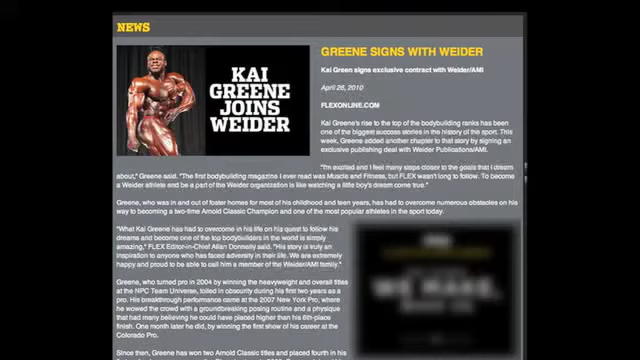 NEWS
KAI
GREENE
JOINS
WEIDER
GREENE SIGNS WITH WEIDER
Kai Green signs exclusive contract with Weider/AMI
April 26, 2010
FLEXONLINE.COM
Kai Greene's rise to the top of the bodybuilding ranks has been
one of the biggest success stories in the history of the sport. This
week, Greene added another chapter to that story by signing an
exclusive publishing deal with Weider Publications/AMI.
"I'm excited and I feel many steps closer to the goals that I dream
about," Greene said. "The first bodybuilding magazine I ever read was Muscle and Fitness, but FLEX wasn't long to follow. To become
a Weider athlete and be a part of the Weider organization is like watching a little boy's dream come true."
Greene, who was in and out of foster homes for most of his childhood and teen years, has had to overcome numerous obstacles on his
way to becoming a two-time Arnold Classic Champion and one of the most popular athletes in the sport today.
"What Kai Greene has had to overcome in his life on his quest to follow his
dreams and become one of the top bodybuilders in the world is simply
amazing," FLEX Editor-in-Chief Allan Donnelly said. "His story is truly an
inspiration to anyone who has faced adversity in their life. We are extremely
happy and proud to be able to call him a member of the Weider/AMI family."
Greene, who turned pro in 2004 by winning the heavyweight and overall titles
at the NPC Team Universe, toiled in obscurity during his first two years as a
pro. His breakthrough performance came at the 2007 New York Pro, where
he wowed the crowd with a groundbreaking posing routine and a physique
that had many believing he could have placed higher than his 6th-place
finish. One month later he did, by winning the first show of his career at the
Colorado Pro.
Since then, Greene has won two Arnold Classic titles and placed fourth in his